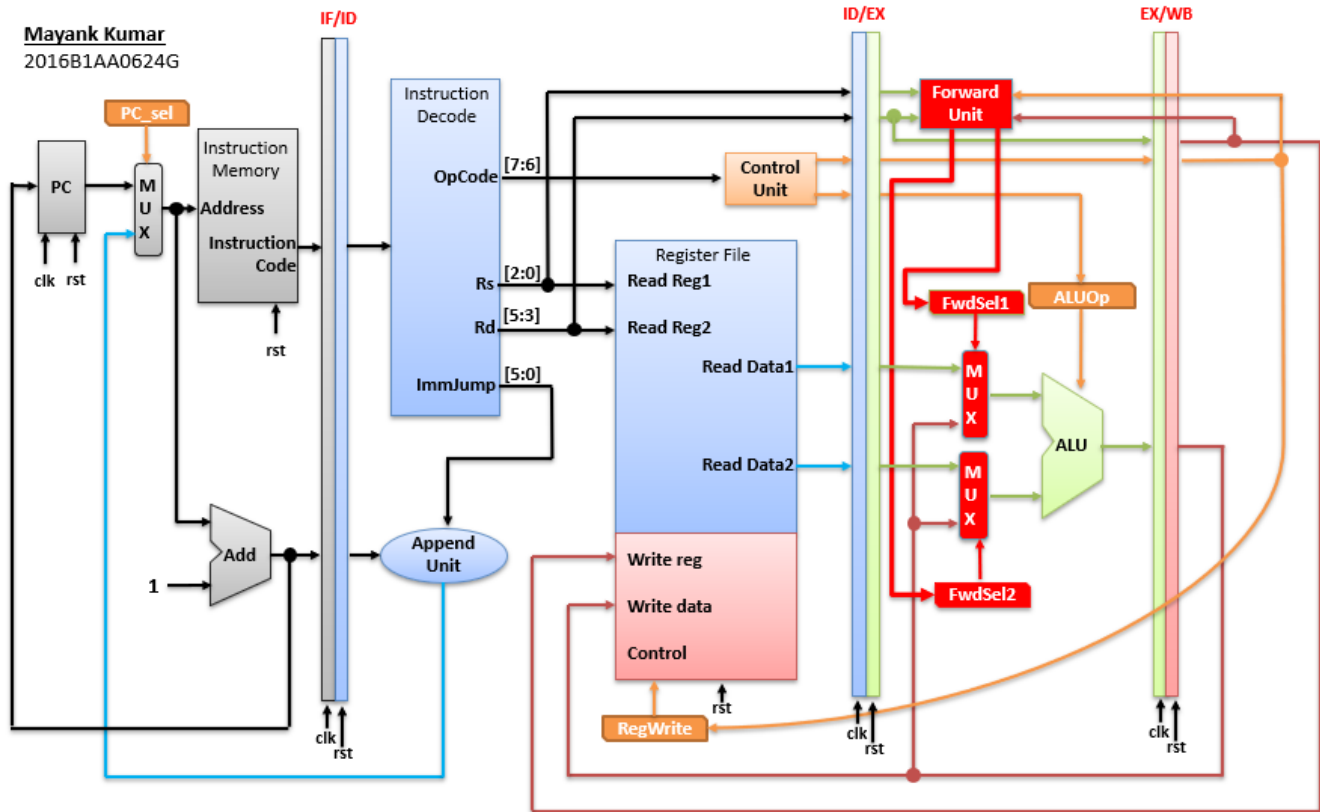 IF/ID
ID/EX
EX/WB
Mayank Kumar
2016B1AA0624G
PC_sel
PC
clk
rst
M
U
X
Instruction
Memory
Address
Instruction
Code
rst
Instruction
Decode
OpCode
[7:6]
Rs
[2:0]
Rd
[5:3]
ImmJump
[5:0]
Control
Unit
Forward
Unit
Register File
Read Reg1
Read Reg2
Read Data1
Read Data2
Write reg
Write data
Control
rst
RegWrite
FwdSel1
ALUOp
M
U
X
M
U
X
ALU
FwdSel2
Add
1
Append
Unit
clk
rst
clk
rst
clk
rst